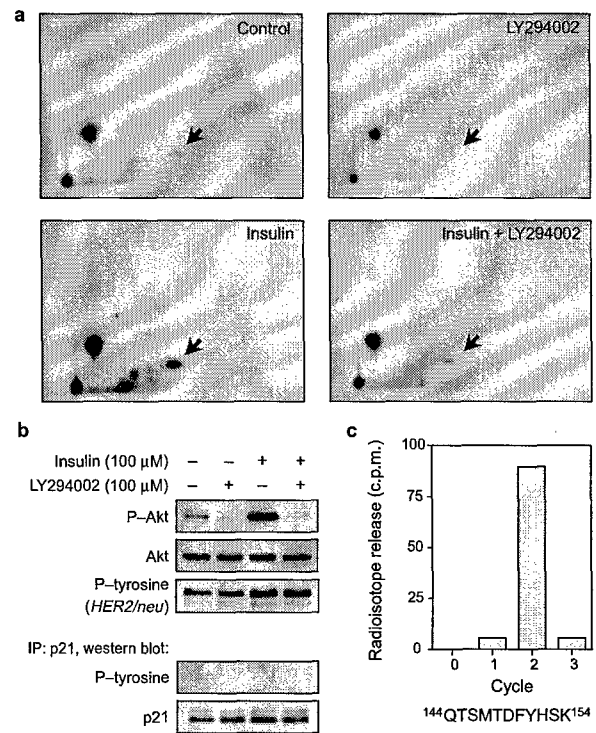 a
Control
LY294002
Insulin
Insulin + LY294002
b
Insulin (100 μM) – – + +
LY294002 (100 μM) – + – +
P–Akt
Akt
P–tyrosine
(HER2/neu)
IP: p21, western blot:
P–tyrosine
p21
c
Radioisotope release (c.p.m.)
100
75
50
25
0
0 1 2 3
Cycle
¹⁴⁴QTSMTDFYHSK¹⁵⁴